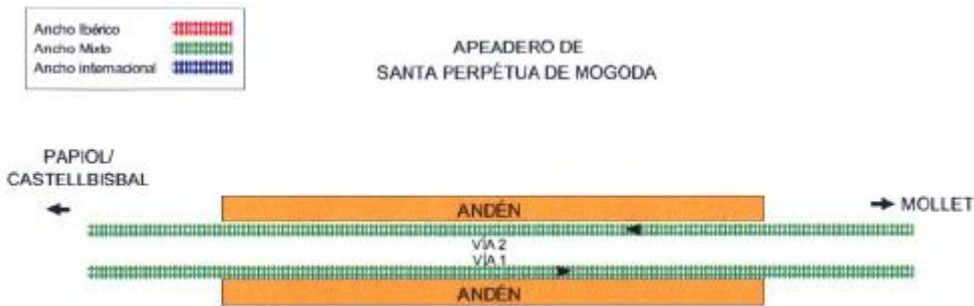 Ancho Ibérico
Ancho Mixto
Ancho internacional
APEADERO DE
SANTA PERPÈTUA DE MOGODA
PAPIOL/
CASTELLBISBAL
MOLLET
ANDÉN
VÍA 2
VÍA 1
ANDÉN